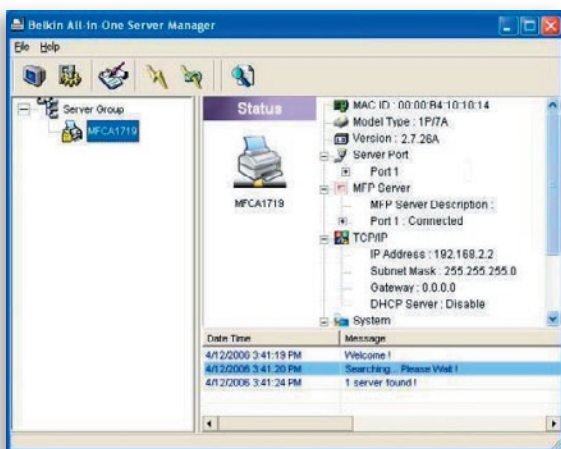 Belkin All-in-One Server Manager
File Help
Server Group
MFCA1719
Status
MFCA1719
MAC ID : 00:00:B4:10:10:14
Model Type : 1P/7A
Version : 2.7.26A
Server Port
Port 1
MFP Server
MFP Server Description :
Port 1 : Connected
TCP/IP
IP Address : 192.168.2.2
Subnet Mask : 255.255.255.0
Gateway : 0.0.0.0
DHCP Server : Disable
System
Date Time Message
4/12/2006 3:41:19 PM Welcome !
4/12/2006 3:41:20 PM Searching... Please Wait !
4/12/2006 3:41:24 PM 1 server found !